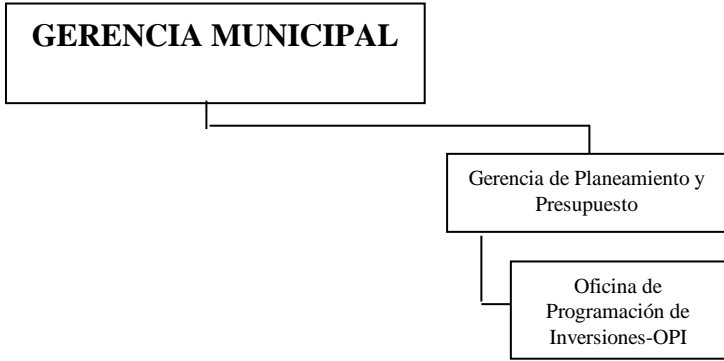 GERENCIA MUNICIPAL
Gerencia de Planeamiento y
Presupuesto
Oficina de
Programación de
Inversiones-OPI